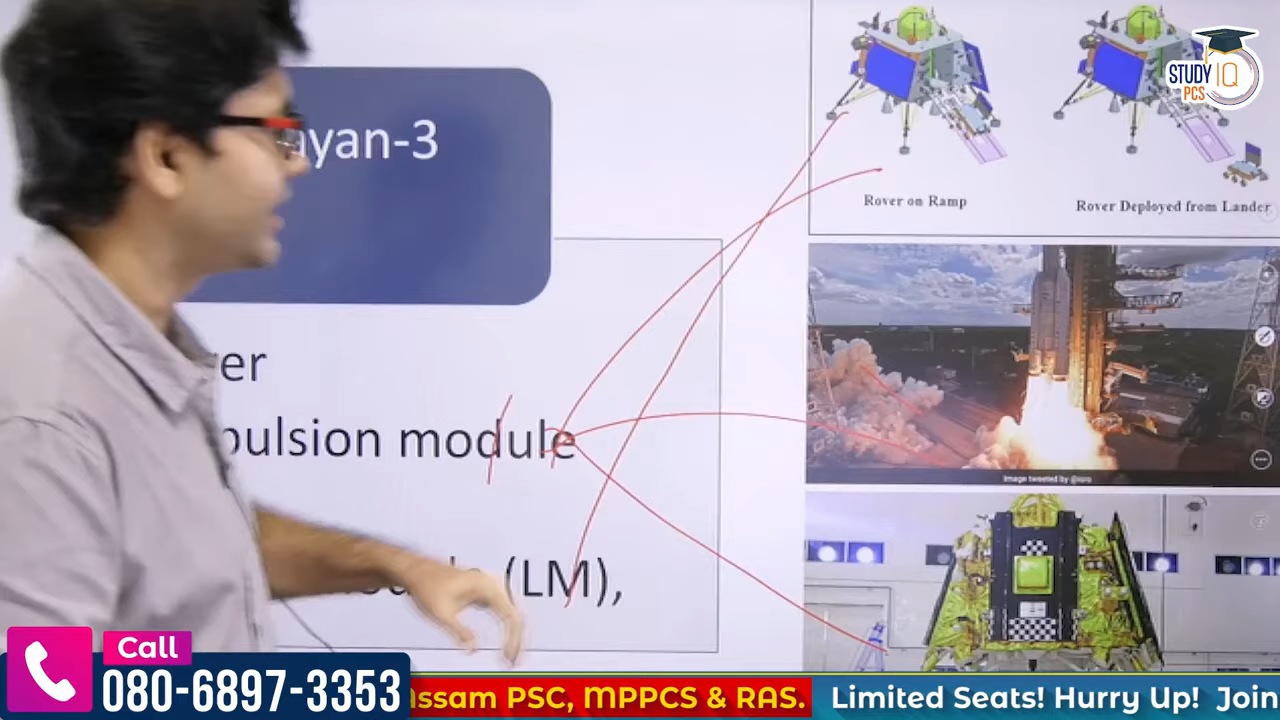 ayan-3
er
pulsion module
(LM),
Rover on Ramp
Rover Deployed from Lander
Image tweeted by @isro
STUDY IQ
PCS
Call
080-6897-3353
Assam PSC, MPPCS & RAS.
Limited Seats! Hurry Up! Join